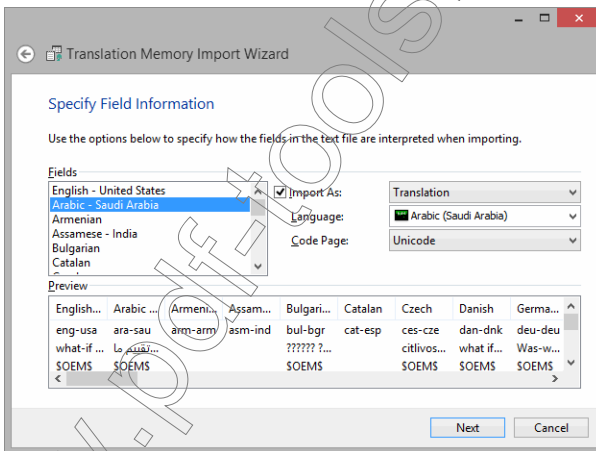 Translation Memory Import Wizard
Specify Field Information
Use the options below to specify how the fields in the text file are interpreted when importing.
Fields
English - United States
Arabic - Saudi Arabia
Armenian
Assamese - India
Bulgarian
Catalan
Import As:
Translation
Language:
Arabic (Saudi Arabia)
Code Page:
Unicode
Preview
English... Arabic ... Armeni... Assam... Bulgari... Catalan Czech Danish Germa...
eng-usa ara-sau arm-arm asm-ind bul-bgr cat-esp ces-cze dan-dnk deu-deu
what-if ... تقييم ما... ?????? ?... citlivos... what if... Was-w...
$OEM$ $OEM$ $OEM$ $OEM$ $OEM$ $OEM$
Next Cancel